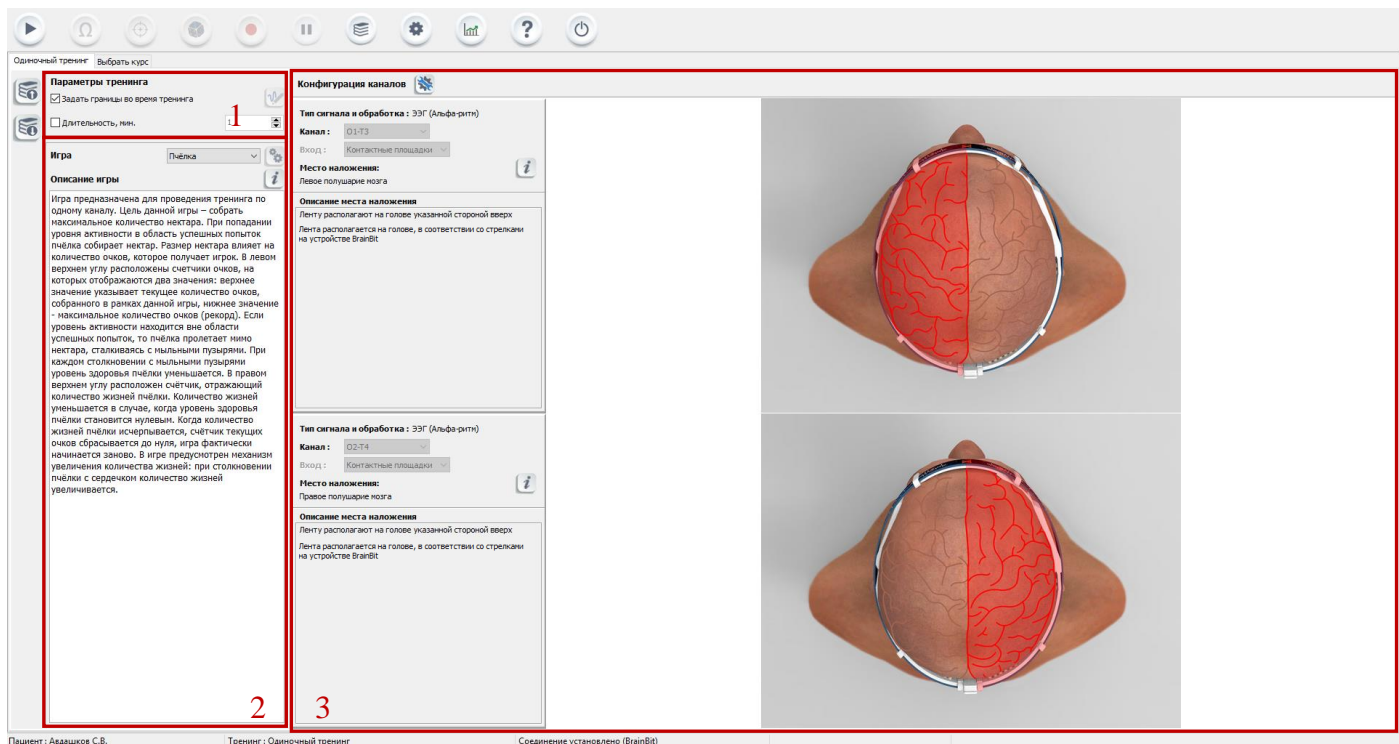 Одиночный тренинг Выбрать курс
Параметры тренинга
Задать границы во время тренинга
1
Длительность, мин.
Игра Пчёлка
Описание игры
Игра предназначена для проведения тренинга по
одному каналу. Цель данной игры – собрать
максимальное количество нектара. При попадании
уровня активности в область успешных попыток
пчёлка собирает нектар. Размер нектара влияет на
количество очков, которое получает игрок. В левом
верхнем углу расположены счетчики очков, на
которых отображаются два значения: верхнее
значение указывает текущее количество очков,
собранного в рамках данной игры, нижнее значение
- максимальное количество очков (рекорд). Если
уровень активности находится вне области
успешных попыток, то пчёлка пролетает мимо
нектара, сталкиваясь с мыльными пузырями. При
каждом столкновении с мыльными пузырями
уровень здоровья пчёлки уменьшается. В правом
верхнем углу расположен счётчик, отражающий
количество жизней пчёлки. Количество жизней
уменьшается в случае, когда уровень здоровья
пчёлки становится нулевым. Когда количество
жизней пчёлки исчерпывается, счётчик текущих
очков сбрасывается до нуля, игра фактически
начинается заново. В игре предусмотрен механизм
увеличения количества жизней: при столкновении
пчёлки с сердечком количество жизней
увеличивается.
2
Конфигурация каналов
Тип сигнала и обработка : ЭЭГ (Альфа-ритм)
Канал : O1-T3
Вход : Контактные площадки
Место наложения:
Левое полушарие мозга
Описание места наложения
Ленту располагают на голове указанной стороной вверх
Лента располагается на голове, в соответствии со стрелками
на устройстве BrainBit
Тип сигнала и обработка : ЭЭГ (Альфа-ритм)
Канал : O2-T4
Вход : Контактные площадки
Место наложения:
Правое полушарие мозга
Описание места наложения
Ленту располагают на голове указанной стороной вверх
Лента располагается на голове, в соответствии со стрелками
на устройстве BrainBit
3
Пациент : Авдашков С.В. Тренинг : Одиночный тренинг Соединение установлено (BrainBit)